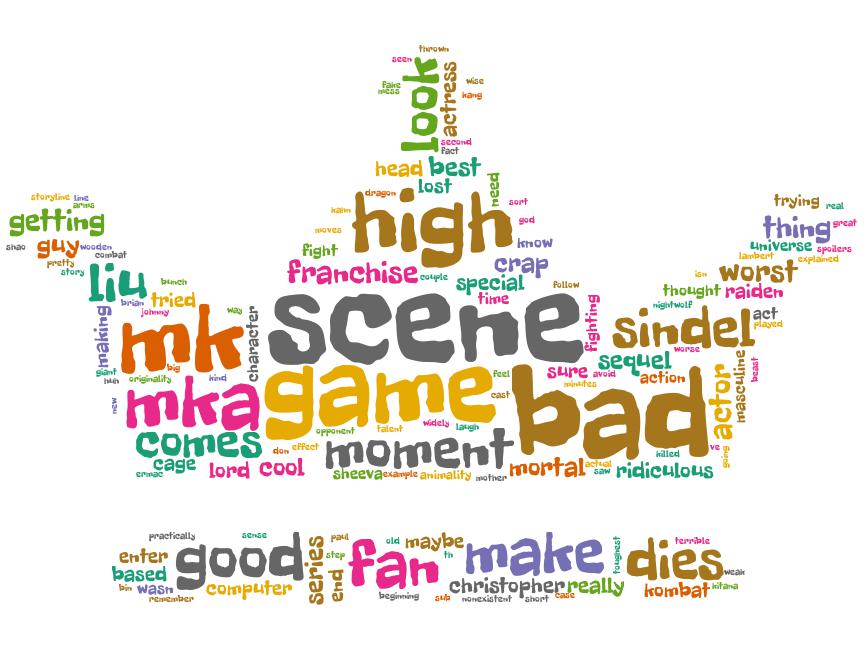 thrown
seen
look
actress
wise
fake
mess
kang
second
fact
head
best
need
lost
dragon
high
sort
god
kahn
moves
know
fight
crap
franchise
couple
special
time
follow
storyline
line
arms
getting
shao
guy
wooden
combat
pretty
story
liu
bunch
brian
tried
johnny
way
making
mk
character
big
giant
huh
originality
kind
new
trying
real
thing
great
universe
spoilers
lambert
explained
isn
worst
thought
raiden
nightwolf
act
played
scene
fighting
sindel
worse
sequel
sure
avoid
action
minutes
actor
masculine
beast
mka
game
feel
cast
bad
comes
opponent
talent
widely
laugh
moment
don
effect
cage
ermac
lord
cool
sheeva
example
animality
mother
mortal
actual
saw
killed
ridiculous
ve
going
practically
sense
paul
old
maybe
th
toughest
terrible
enter
good
series
step
fan
make
dies
weak
based
bin
wasn
remember
computer
end
beginning
christopher
sub
nonexistent
short
case
really
kombat
kitana